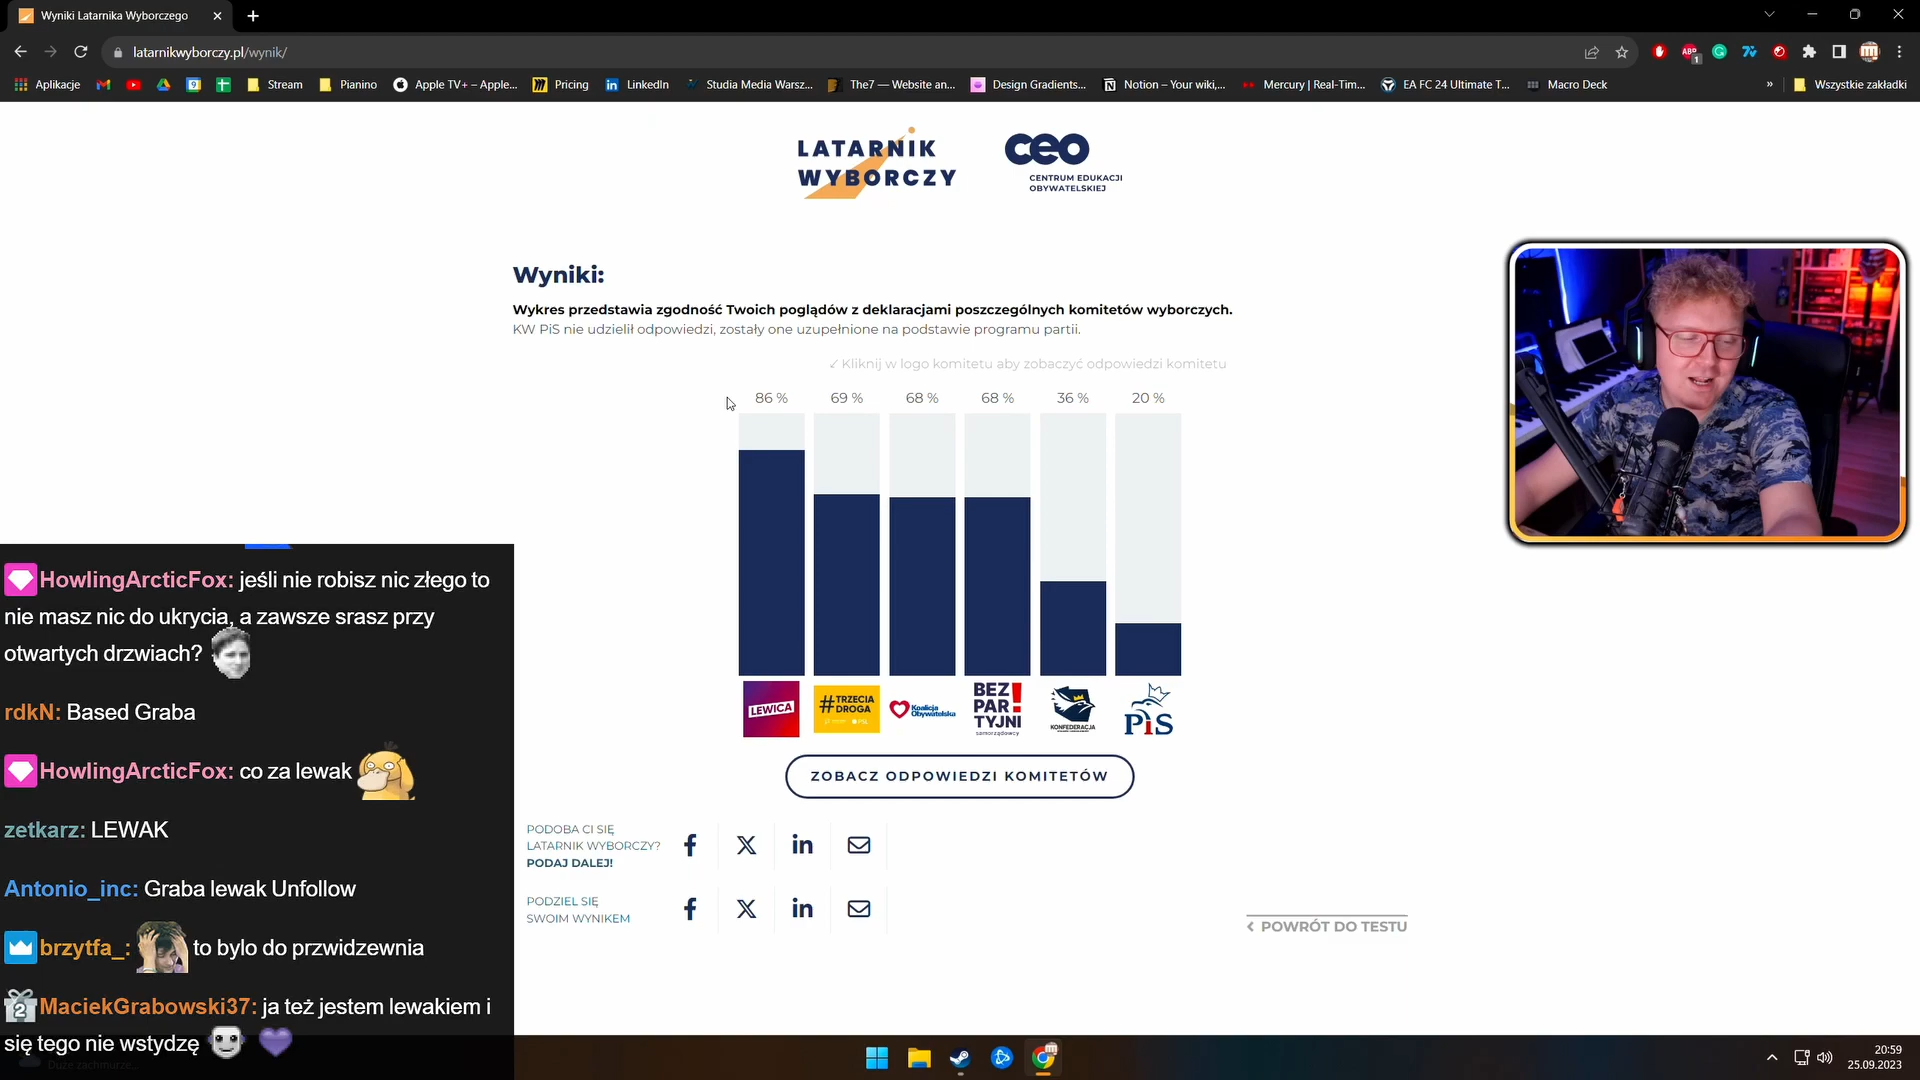 Wyniki Latarnika Wyborczego
latarnikwyborczy.pl/wynik/
Aplikacje
Stream
Pianino
Apple TV+ – Apple...
Pricing
LinkedIn
Studia Media Warsz...
The7 — Website an...
Design Gradients...
Notion – Your wiki,...
Mercury | Real-Tim...
EA FC 24 Ultimate T...
Macro Deck
»
Wszystkie zakładki
LATARNIK
WYBORCZY
ceo
CENTRUM EDUKACJI
OBYWATELSKIEJ
Wyniki:
Wykres przedstawia zgodność Twoich poglądów z deklaracjami poszczególnych komitetów wyborczych.
KW PiS nie udzielił odpowiedzi, zostały one uzupełnione na podstawie programu partii.
✓ Kliknij w logo komitetu aby zobaczyć odpowiedzi komitetu
86 % 69 % 68 % 68 % 36 % 20 %
LEWICA
#TRZECIA
DROGA
PSL
Koalicja
Obywatelska
BEZ
PAR!
TYJNI
samorządowcy
KONFEDERACJA
PiS
ZOBACZ ODPOWIEDZI KOMITETÓW
PODOBA CI SIĘ
LATARNIK WYBORCZY?
PODAJ DALEJ!
PODZIEL SIĘ
SWOIM WYNIKEM
< POWRÓT DO TESTU
HowlingArcticFox: jeśli nie robisz nic złego to
nie masz nic do ukrycia, a zawsze srasz przy
otwartych drzwiach?
rdkN: Based Graba
HowlingArcticFox: co za lewak
zetkarz: LEWAK
Antonio_inc: Graba lewak Unfollow
brzytfa_: to bylo do przwidzewnia
MaciekGrabowski37: ja też jestem lewakiem i
się tego nie wstydzę
Duże zachmurze...
20:59
25.09.2023